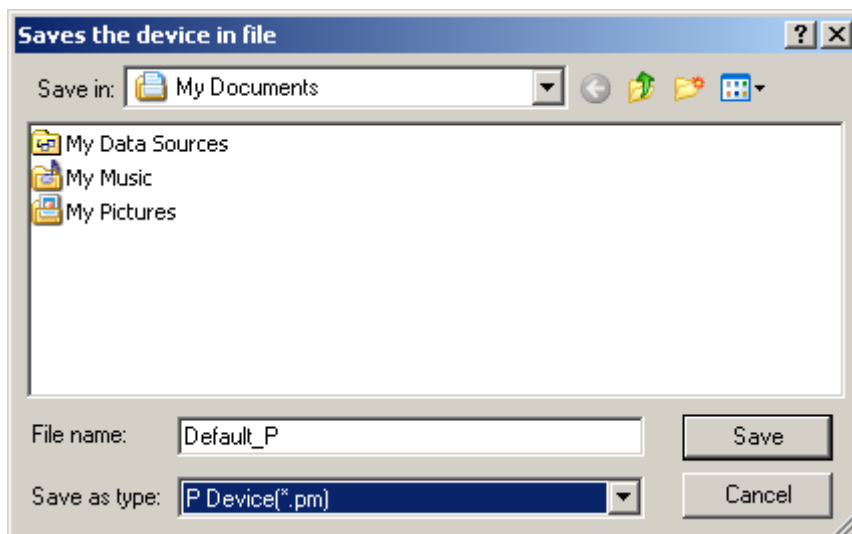 Saves the device in file
Save in: My Documents
My Data Sources
My Music
My Pictures
File name: Default_P Save
Save as type: P Device(*.pm) Cancel